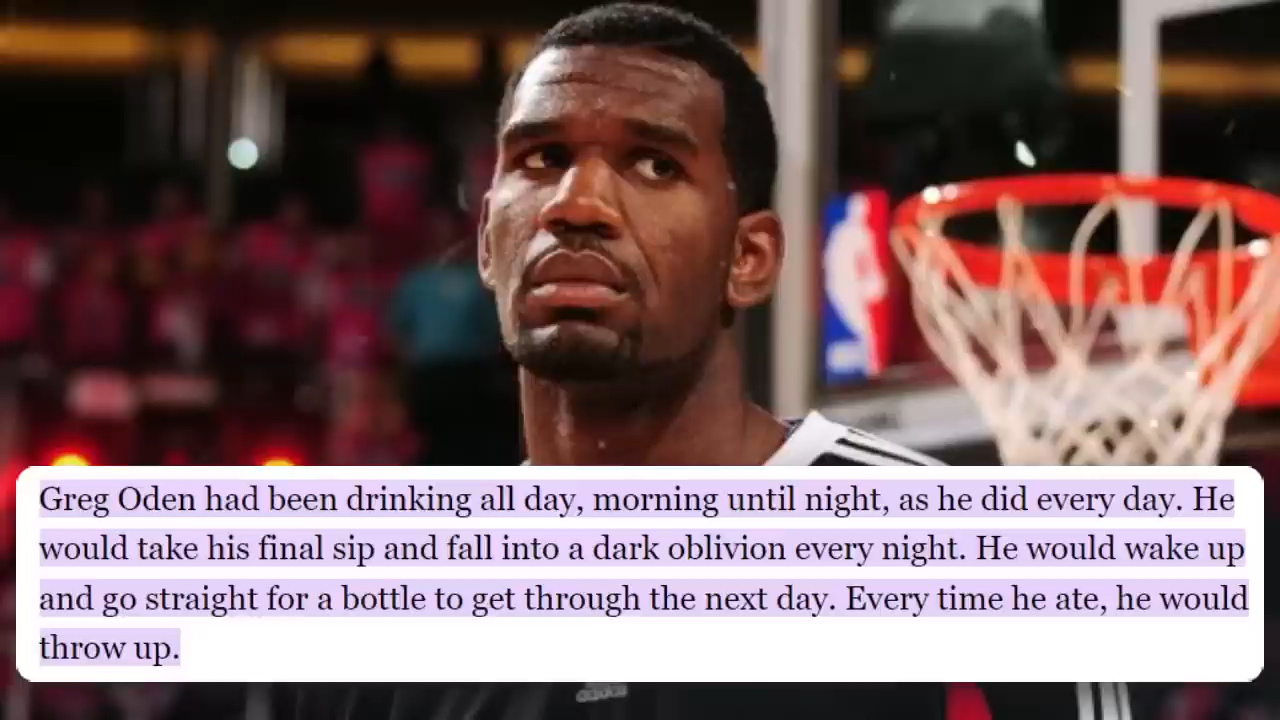 Greg Oden had been drinking all day, morning until night, as he did every day. He
would take his final sip and fall into a dark oblivion every night. He would wake up
and go straight for a bottle to get through the next day. Every time he ate, he would
throw up.
adidas